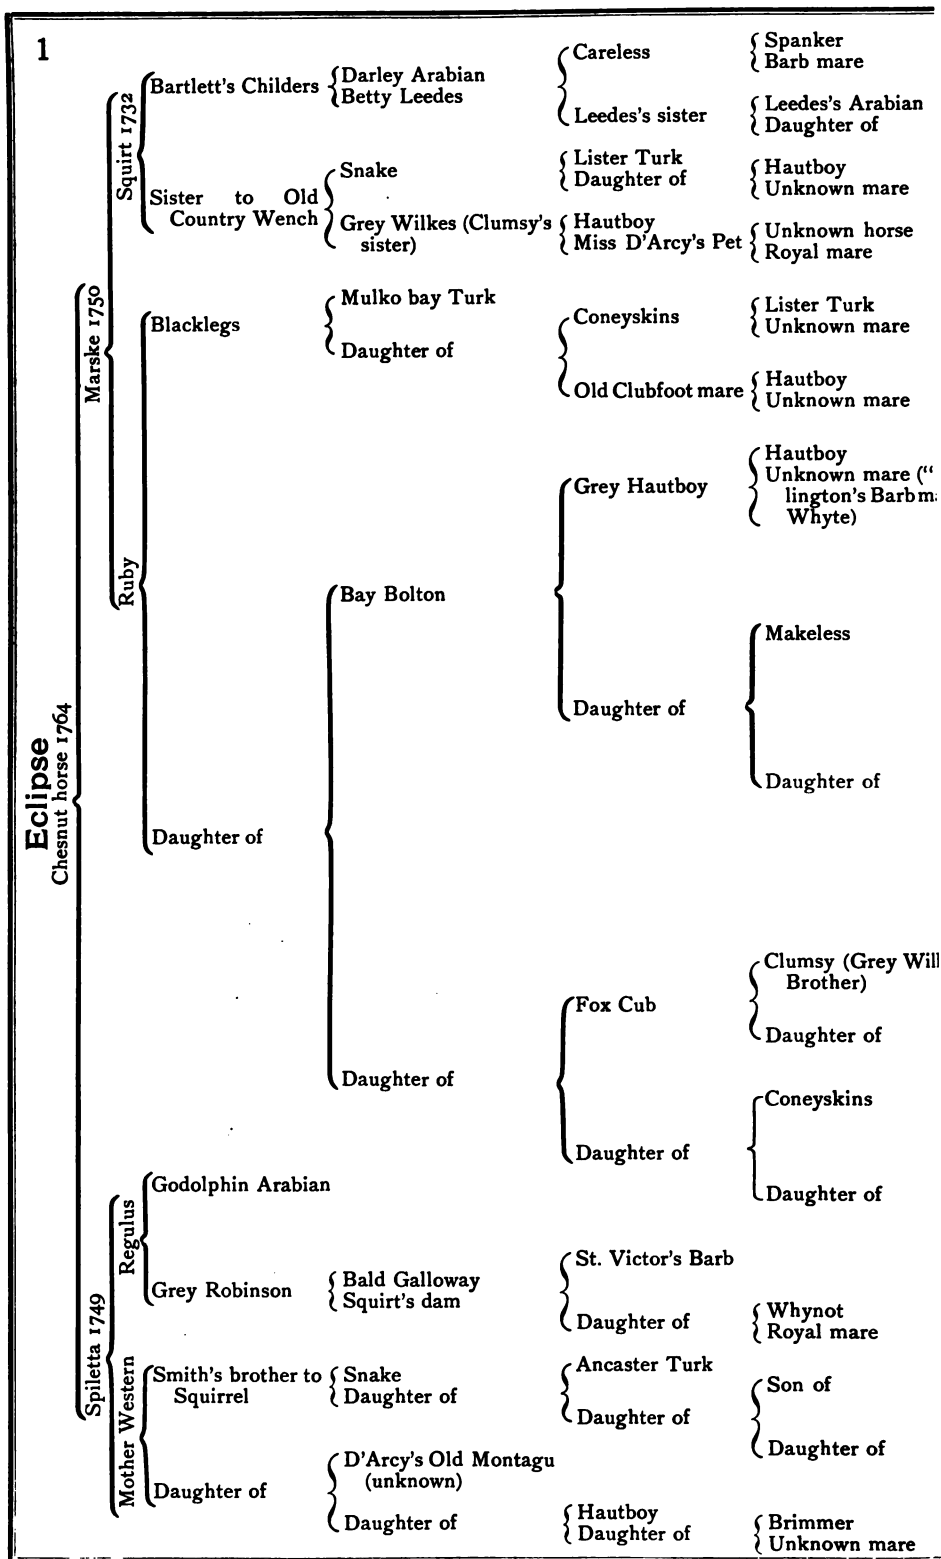 1
Eclipse
Chesnut horse 1764
Marske 1750
Spiletta 1749
Squirt 1732
Ruby
Regulus
Mother Western
Bartlett's Childers
Sister to Old
Country Wench
Blacklegs
Daughter of
Godolphin Arabian
Grey Robinson
Smith's brother to
Squirrel
Daughter of
Darley Arabian
Betty Leedes
Snake
Grey Wilkes (Clumsy's
sister)
Mulko bay Turk
Daughter of
Bay Bolton
Daughter of
Bald Galloway
Squirt's dam
Snake
Daughter of
D'Arcy's Old Montagu
(unknown)
Daughter of
Careless
Leedes's sister
Lister Turk
Daughter of
Hautboy
Miss D'Arcy's Pet
Coneyskins
Old Clubfoot mare
Grey Hautboy
Daughter of
Fox Cub
Daughter of
St. Victor's Barb
Daughter of
Ancaster Turk
Daughter of
Hautboy
Daughter of
Spanker
Barb mare
Leedes's Arabian
Daughter of
Hautboy
Unknown mare
Unknown horse
Royal mare
Lister Turk
Unknown mare
Hautboy
Unknown mare
Hautboy
Unknown mare ("
lington's Barb
Whyte)
Makeless
Daughter of
Clumsy (Grey
Brother)
Daughter of
Coneyskins
Daughter of
Whynot
Royal mare
Son of
Daughter of
Brimmer
Unknown mare